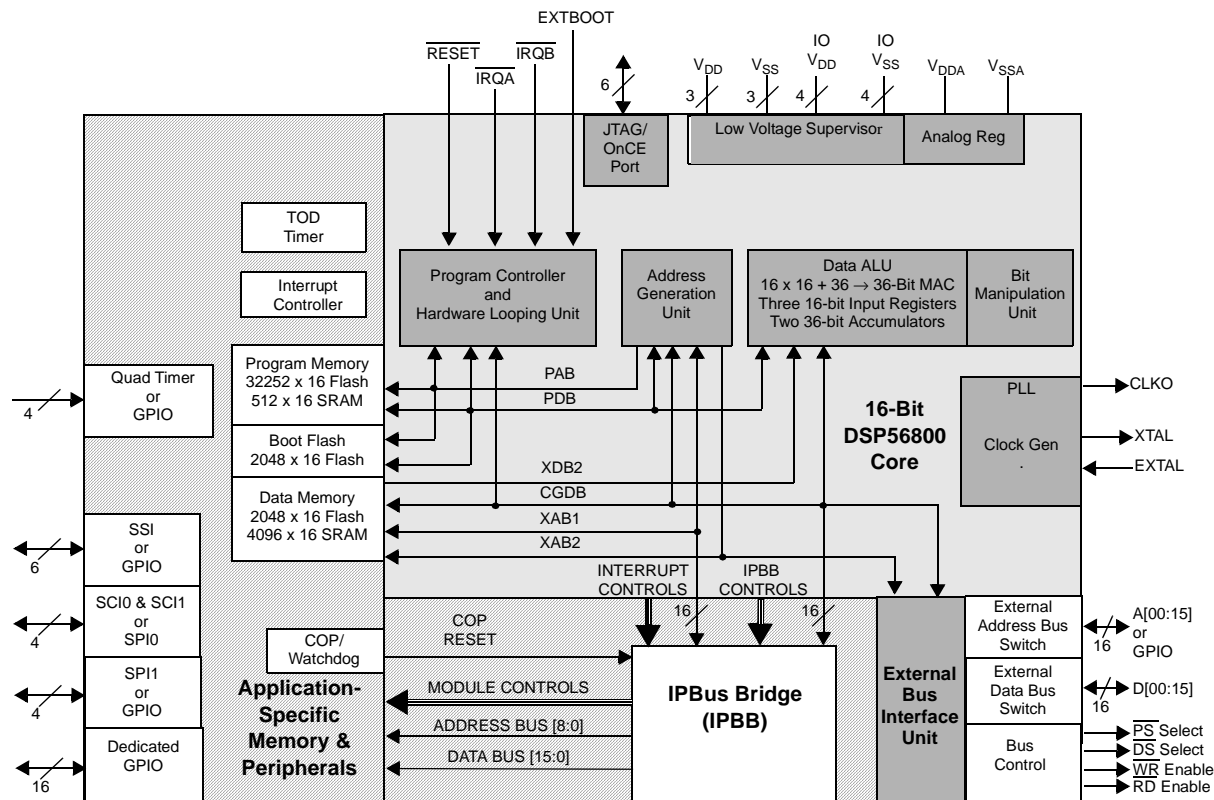 EXTBOOT
RESET
IRQB
IRQA
6
VDD
3
VSS
3
IO
VDD
4
IO
VSS
4
VDDA
VSSA
JTAG/
OnCE
Port
Low Voltage Supervisor
Analog Reg
TOD
Timer
Interrupt
Controller
Program Controller
and
Hardware Looping Unit
Address
Generation
Unit
Data ALU
16 x 16 + 36 → 36-Bit MAC
Three 16-bit Input Registers
Two 36-bit Accumulators
Bit
Manipulation
Unit
Program Memory
32252 x 16 Flash
512 x 16 SRAM
Boot Flash
2048 x 16 Flash
Data Memory
2048 x 16 Flash
4096 x 16 SRAM
PAB
PDB
XDB2
CGDB
XAB1
XAB2
16-Bit
DSP56800
Core
PLL
Clock Gen
.
CLKO
XTAL
EXTAL
Quad Timer
or
GPIO
4
SSI
or
GPIO
6
SCI0 & SCI1
or
SPI0
4
SPI1
or
GPIO
4
Dedicated
GPIO
16
INTERRUPT
CONTROLS
16
IPBB
CONTROLS
16
COP/
Watchdog
COP
RESET
Application-
Specific
Memory &
Peripherals
MODULE CONTROLS
ADDRESS BUS [8:0]
DATA BUS [15:0]
IPBus Bridge
(IPBB)
External
Bus
Interface
Unit
External
Address Bus
Switch
External
Data Bus
Switch
Bus
Control
16
A[00:15]
or
GPIO
16
D[00:15]
PS Select
DS Select
WR Enable
RD Enable